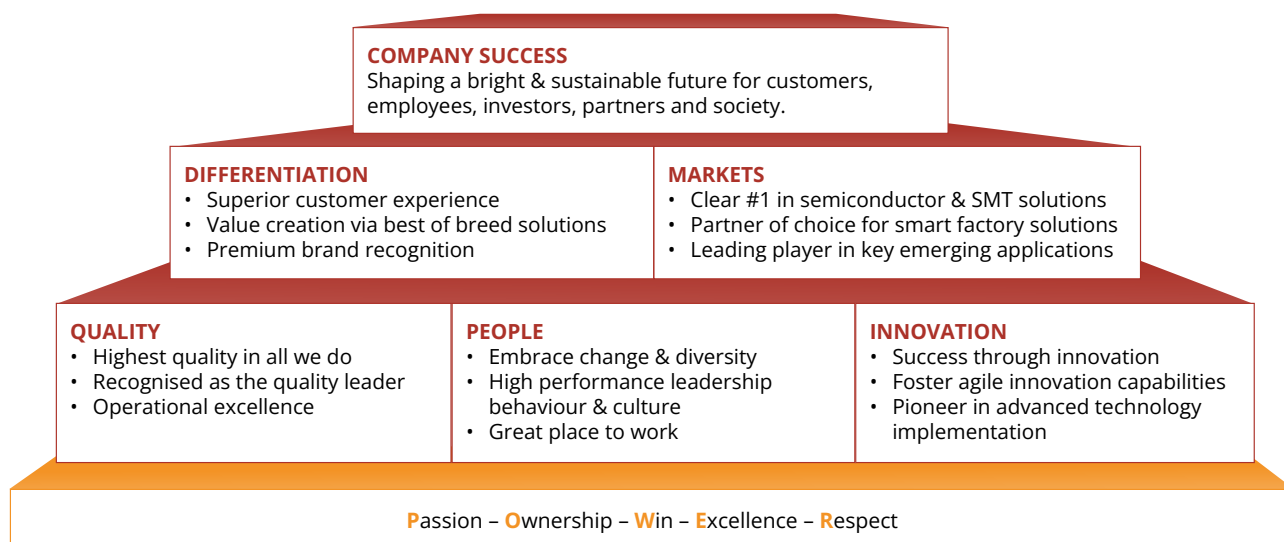 COMPANY SUCCESS
Shaping a bright & sustainable future for customers,
employees, investors, partners and society.
DIFFERENTIATION
• Superior customer experience
• Value creation via best of breed solutions
• Premium brand recognition
MARKETS
• Clear #1 in semiconductor & SMT solutions
• Partner of choice for smart factory solutions
• Leading player in key emerging applications
QUALITY
• Highest quality in all we do
• Recognised as the quality leader
• Operational excellence
PEOPLE
• Embrace change & diversity
• High performance leadership
behaviour & culture
• Great place to work
INNOVATION
• Success through innovation
• Foster agile innovation capabilities
• Pioneer in advanced technology
implementation
Passion – Ownership – Win – Excellence – Respect